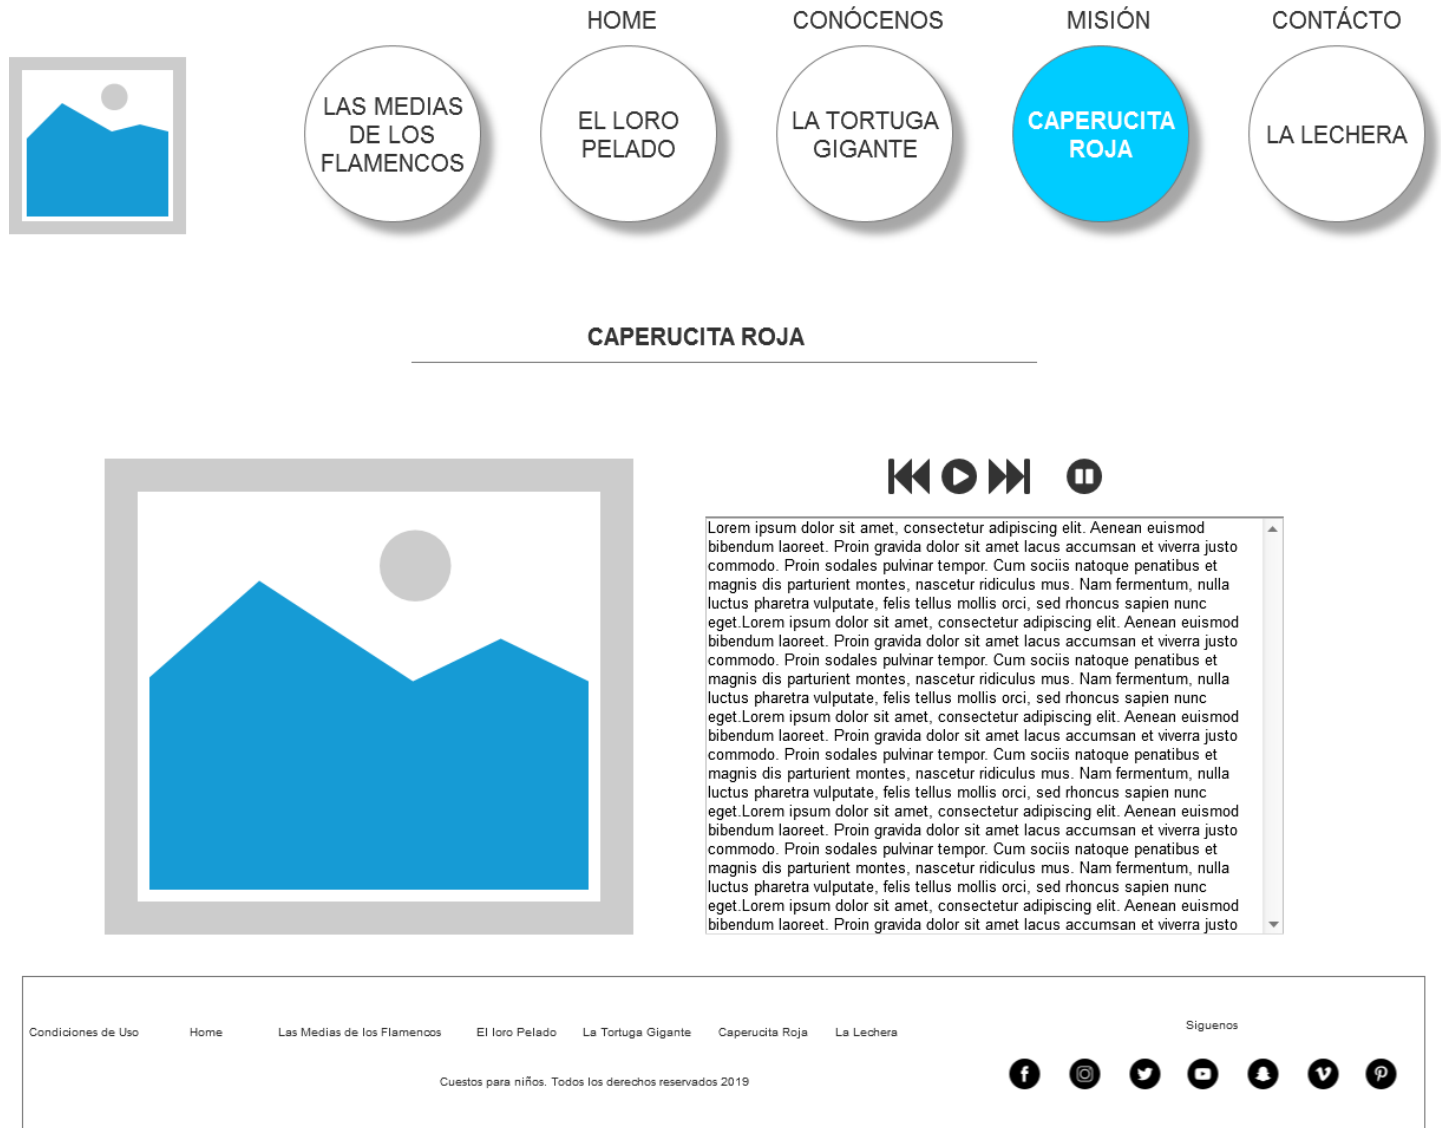 HOME CONÓCENOS MISIÓN CONTÁCTO
LAS MEDIAS
DE LOS
FLAMENCOS
EL LORO
PELADO
LA TORTUGA
GIGANTE
CAPERUCITA
ROJA
LA LECHERA
CAPERUCITA ROJA
Lorem ipsum dolor sit amet, consectetur adipiscing elit. Aenean euismod
bibendum laoreet. Proin gravida dolor sit amet lacus accumsan et viverra justo
commodo. Proin sodales pulvinar tempor. Cum sociis natoque penatibus et
magnis dis parturient montes, nascetur ridiculus mus. Nam fermentum, nulla
luctus pharetra vulputate, felis tellus mollis orci, sed rhoncus sapien nunc
eget.Lorem ipsum dolor sit amet, consectetur adipiscing elit. Aenean euismod
bibendum laoreet. Proin gravida dolor sit amet lacus accumsan et viverra justo
commodo. Proin sodales pulvinar tempor. Cum sociis natoque penatibus et
magnis dis parturient montes, nascetur ridiculus mus. Nam fermentum, nulla
luctus pharetra vulputate, felis tellus mollis orci, sed rhoncus sapien nunc
eget.Lorem ipsum dolor sit amet, consectetur adipiscing elit. Aenean euismod
bibendum laoreet. Proin gravida dolor sit amet lacus accumsan et viverra justo
commodo. Proin sodales pulvinar tempor. Cum sociis natoque penatibus et
magnis dis parturient montes, nascetur ridiculus mus. Nam fermentum, nulla
luctus pharetra vulputate, felis tellus mollis orci, sed rhoncus sapien nunc
eget.Lorem ipsum dolor sit amet, consectetur adipiscing elit. Aenean euismod
bibendum laoreet. Proin gravida dolor sit amet lacus accumsan et viverra justo
commodo. Proin sodales pulvinar tempor. Cum sociis natoque penatibus et
magnis dis parturient montes, nascetur ridiculus mus. Nam fermentum, nulla
luctus pharetra vulputate, felis tellus mollis orci, sed rhoncus sapien nunc
eget.Lorem ipsum dolor sit amet, consectetur adipiscing elit. Aenean euismod
bibendum laoreet. Proin gravida dolor sit amet lacus accumsan et viverra justo
Condiciones de Uso Home Las Medias de los Flamencos El loro Pelado La Tortuga Gigante Caperucita Roja La Lechera
Siguenos
Cuestos para niños. Todos los derechos reservados 2019